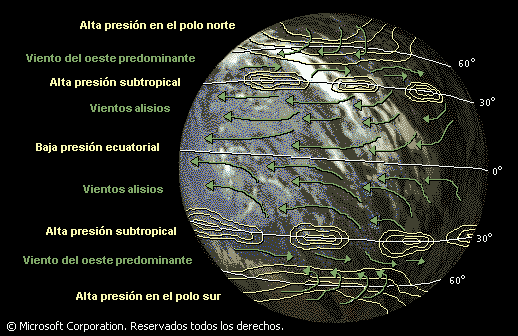 Alta presión en el polo norte
Viento del oeste predominante
60°
Alta presión subtropical
30°
Vientos alisios
Baja presión ecuatorial
0°
Vientos alisios
Alta presión subtropical
30°
Viento del oeste predominante
60°
Alta presión en el polo sur
© Microsoft Corporation. Reservados todos los derechos.